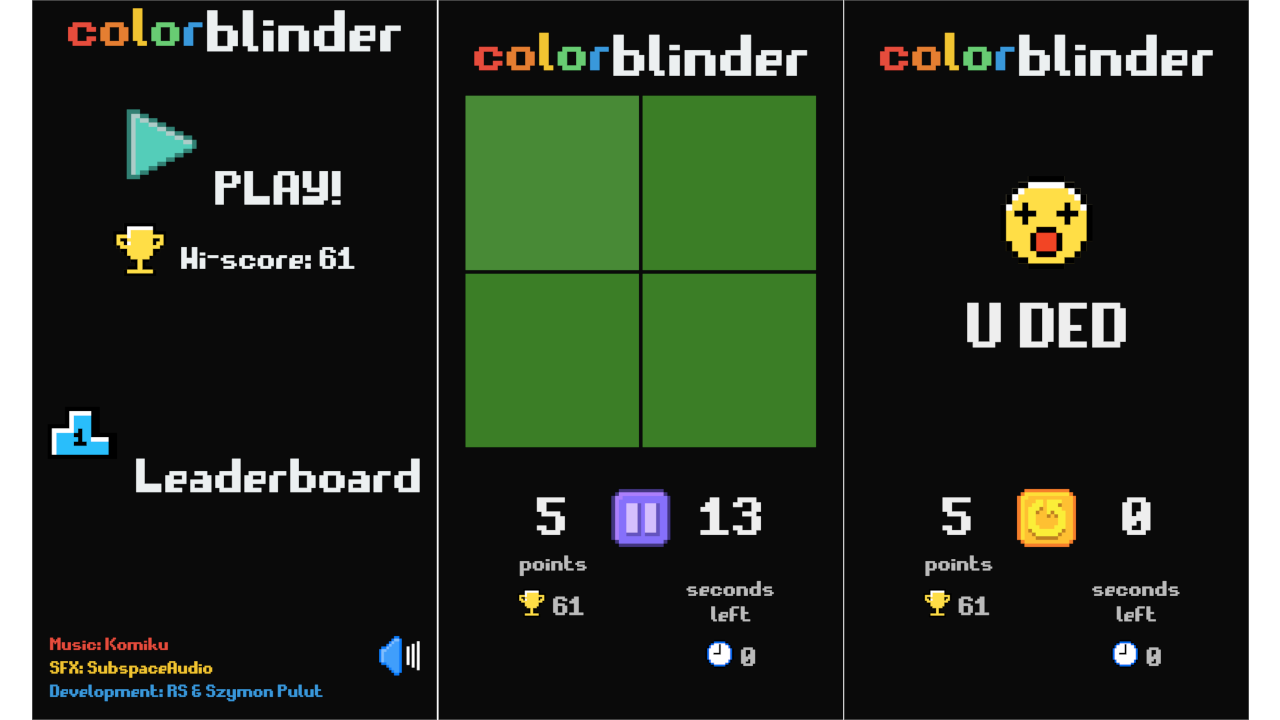 colorblinder
PLAY!
Hi-score: 61
1
Leaderboard
Music: Komiku
SFX: SubspaceAudio
Development: RS & Szymon Pulut
colorblinder
5
points
61
13
seconds
left
0
colorblinder
U DED
5
points
61
0
seconds
left
0